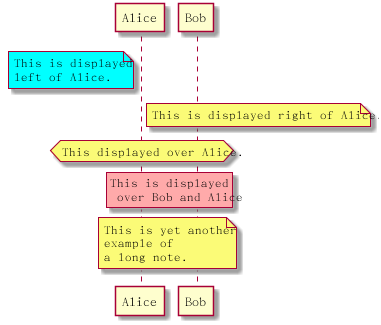 Alice Bob
This is displayed
left of Alice.
This is displayed right of Alice.
This displayed over Alice.
This is displayed
over Bob and Alice
This is yet another
example of
a long note.
Alice Bob